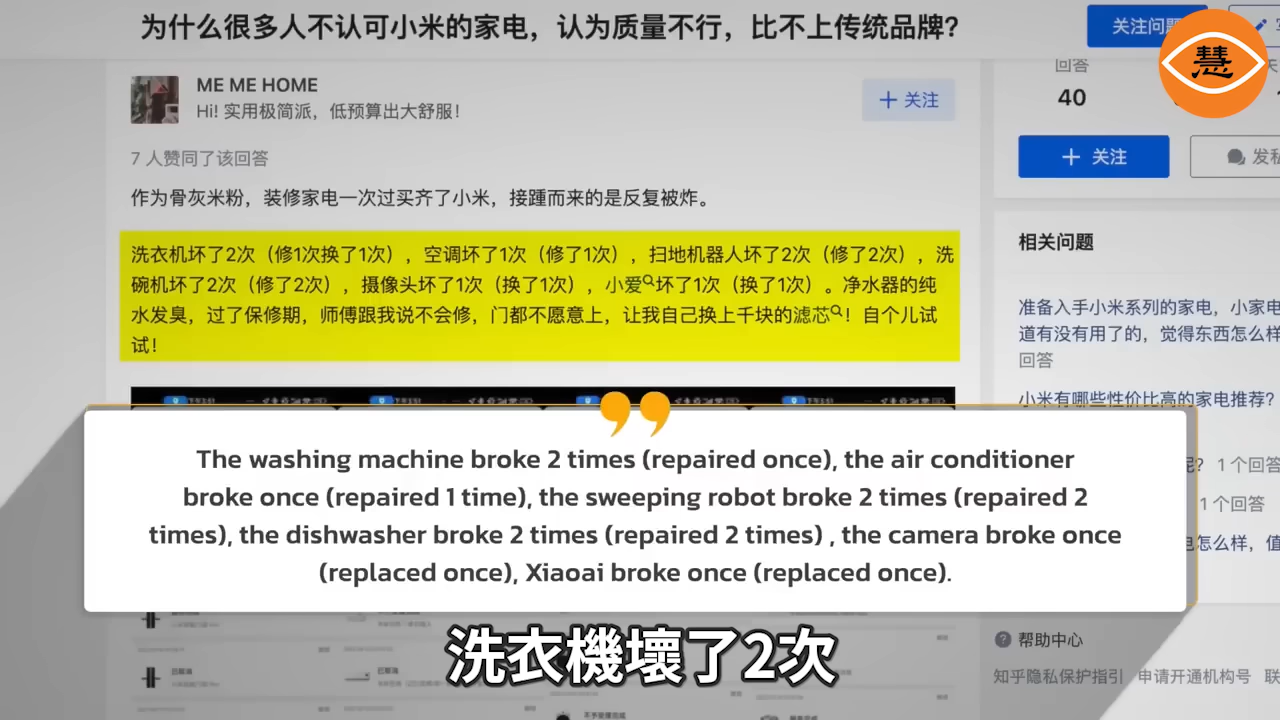 为什么很多人不认可小米的家电，认为质量不行，比不上传统品牌？
关注问题
慧
ME ME HOME
Hi! 实用极简派，低预算出大舒服！
关注
7 人赞同了该回答
作为骨灰米粉，装修家电一次过买齐了小米，接踵而来的是反复被炸。
洗衣机坏了2次（修1次换了1次），空调坏了1次（修了1次），扫地机器人坏了2次（修了2次），洗
碗机坏了2次（修了2次），摄像头坏了1次（换了1次），小爱坏了1次（换了1次）。净水器的纯
水发臭，过了保修期，师傅跟我说不会修，门都不愿意上，让我自己换上千块的滤芯！自个儿试
试！
回答
40
关注
发私
相关问题
准备入手小米系列的家电，小家电
道有没有用了的，觉得东西怎么样
回答
小米有哪些性价比高的家电推荐？
呢？ 1 个回答
1 个回答
电怎么样，值
The washing machine broke 2 times (repaired once), the air conditioner
broke once (repaired 1 time), the sweeping robot broke 2 times (repaired 2
times), the dishwasher broke 2 times (repaired 2 times) , the camera broke once
(replaced once), Xiaoai broke once (replaced once).
帮助中心
知乎隐私保护指引 申请开通机构号 联
洗衣機壞了2次